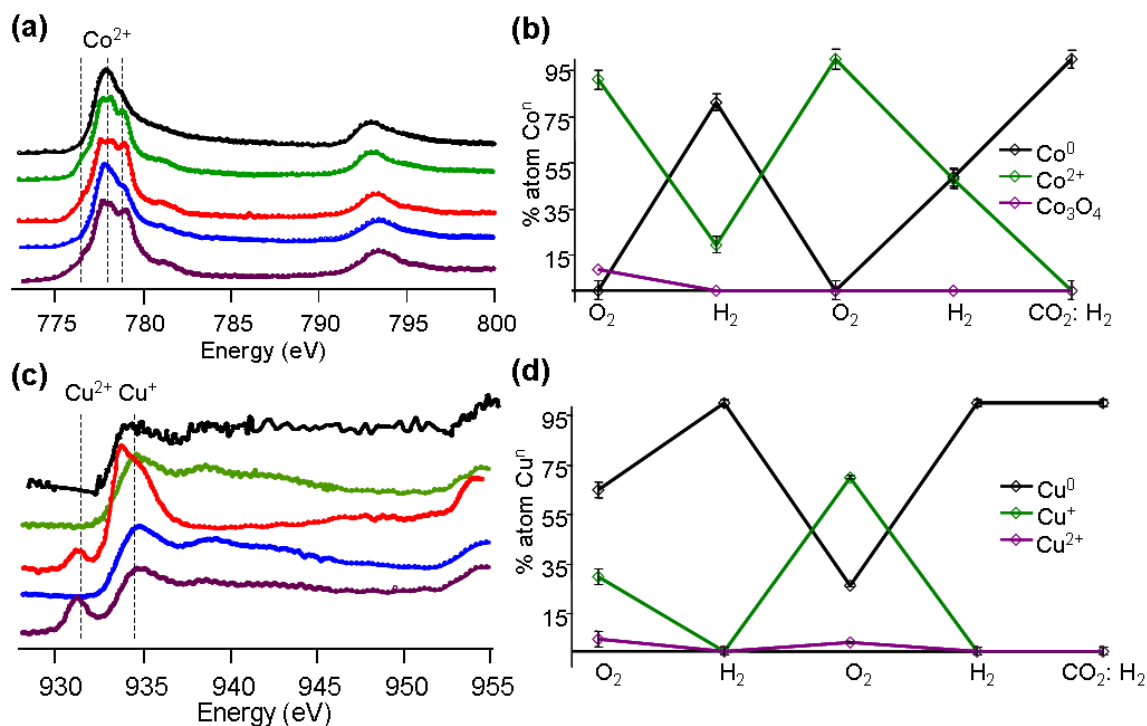 (a)
Co²⁺
775 780 785 790 795 800
Energy (eV)
(b)
% atom Coⁿ
95
75
55
35
15
Co⁰
Co²⁺
Co₃O₄
O₂ H₂ O₂ H₂ CO₂: H₂
(c)
Cu²⁺ Cu⁺
930 935 940 945 950 955
Energy (eV)
(d)
% atom Cuⁿ
95
75
55
35
15
Cu⁰
Cu⁺
Cu²⁺
O₂ H₂ O₂ H₂ CO₂: H₂